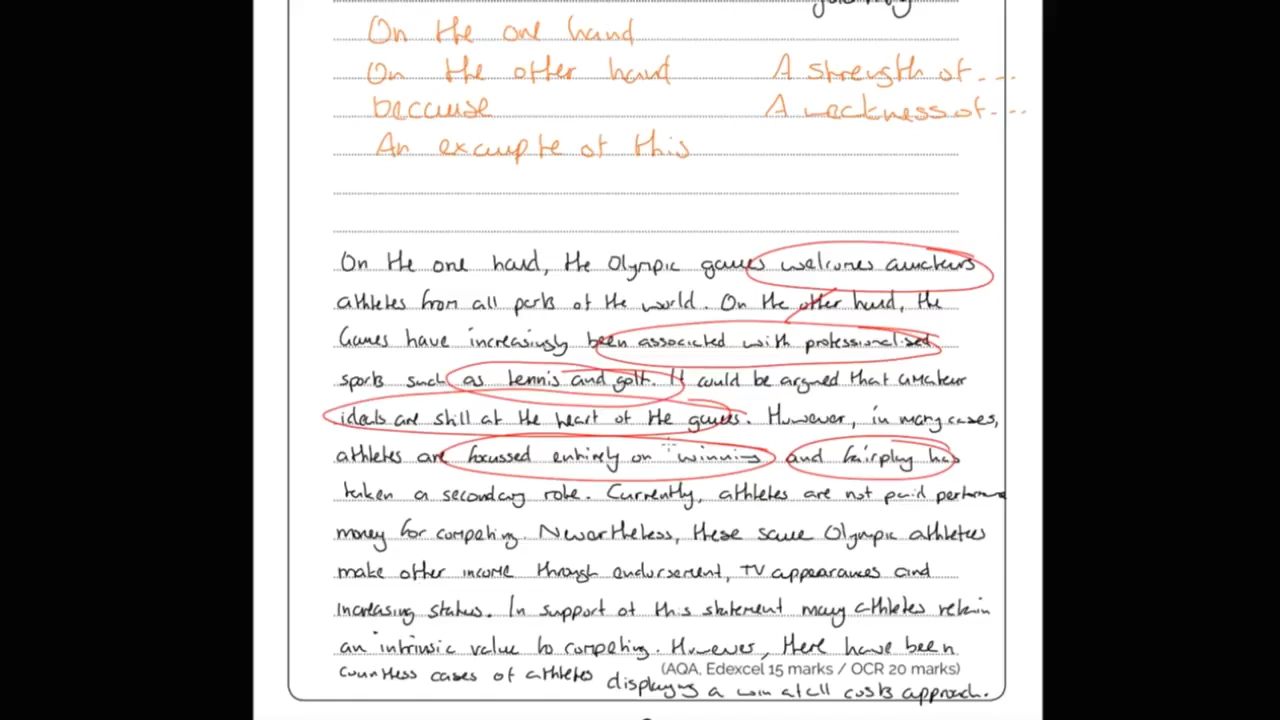 On the one hand
On the other hand A strength of...
because A weakness of...
An example of this
On the one hand, the Olympic games welcomes amateurs
athletes from all parts of the world. On the other hand, the
Games have increasingly been associated with professionalised
sports such as tennis and golf. It could be argued that amateur
ideals are still at the heart of the games. However, in many cases,
athletes are focussed entirely on "winning and fairplay has
taken a secondary role. Currently, athletes are not paid performance
money for competing. Nevertheless, these same Olympic athletes
make other income through endorsement, TV appearances and
increasing status. In support of this statement many athletes retain
an intrinsic value to competing. However, there have been
(AQA, Edexcel 15 marks / OCR 20 marks)
countless cases of athletes displaying a win at all costs approach.